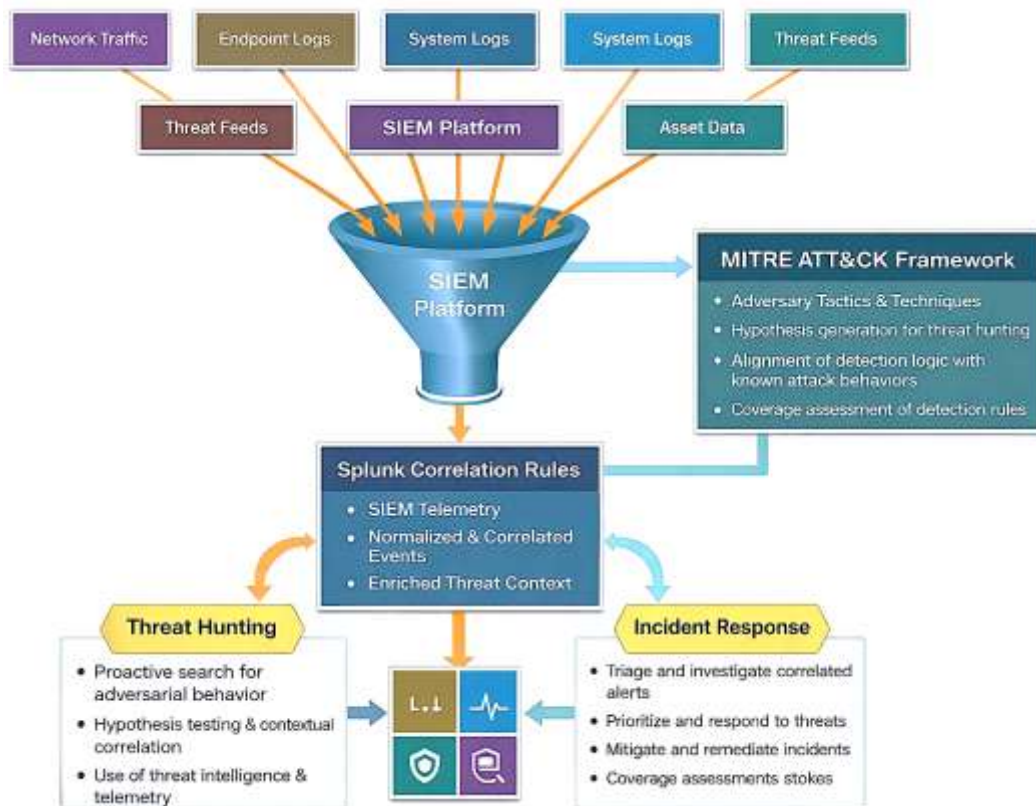 Network Traffic
Endpoint Logs
System Logs
System Logs
Threat Feeds
Threat Feeds
SIEM Platform
Asset Data
SIEM
Platform
MITRE ATT&CK Framework
• Adversary Tactics & Techniques
• Hypothesis generation for threat hunting
• Alignment of detection logic with
known attack behaviors
• Coverage assessment of detection rules
Splunk Correlation Rules
• SIEM Telemetry
• Normalized & Correlated
Events
• Enriched Threat Context
Threat Hunting
• Proactive search for
adversarial behavior
• Hypothesis testing & contextual
correlation
• Use of threat intelligence &
telemetry
Incident Response
• Triage and investigate correlated
alerts
• Prioritize and respond to threats
• Mitigate and remediate incidents
• Coverage assessments stokes